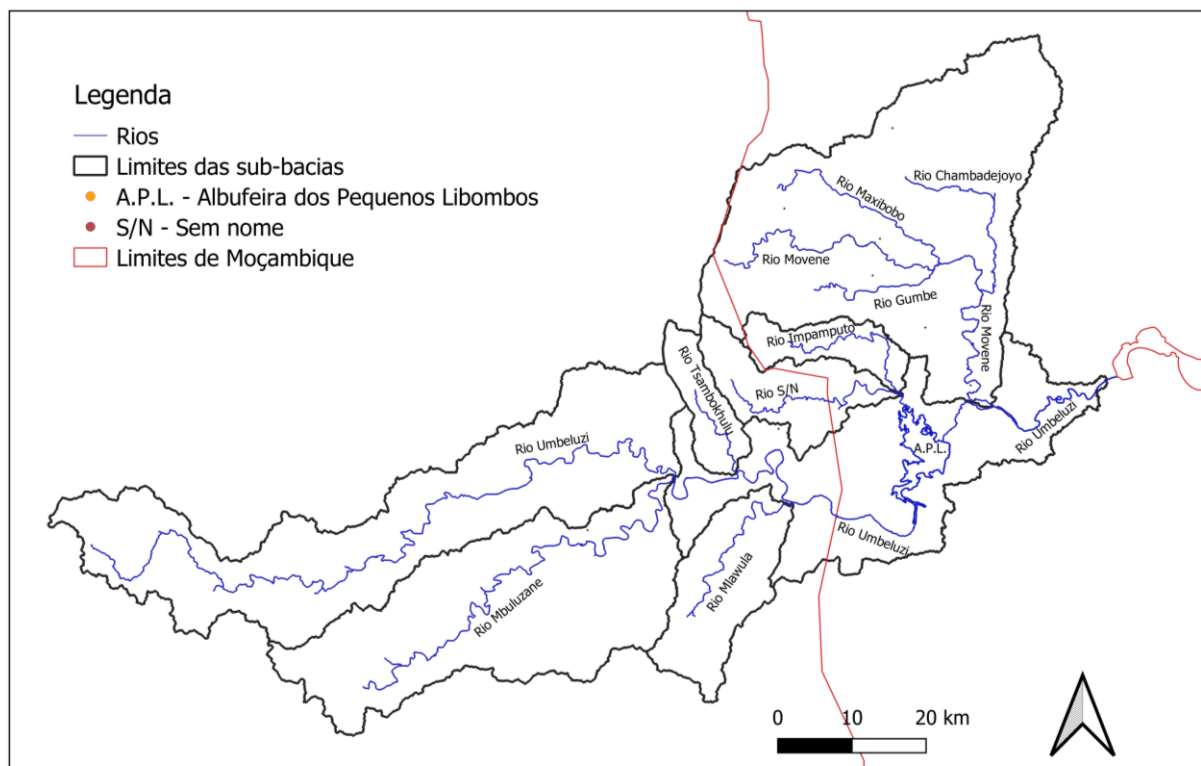 Legenda
Rios
Limites das sub-bacias
A.P.L. - Albufeira dos Pequenos Libombos
S/N - Sem nome
Limites de Moçambique
Rio Chambadejoyo
Rio Maxibobo
Rio Movene
Rio Gumbe
Rio Movene
Rio Impamputo
Rio Tsambokhulu
Rio S/N
Rio Umbeluzi
Rio Umbeluzi
A.P.L.
Rio Umbeluzi
Rio Mlawula
Rio Mbuluzane
0 10 20 km